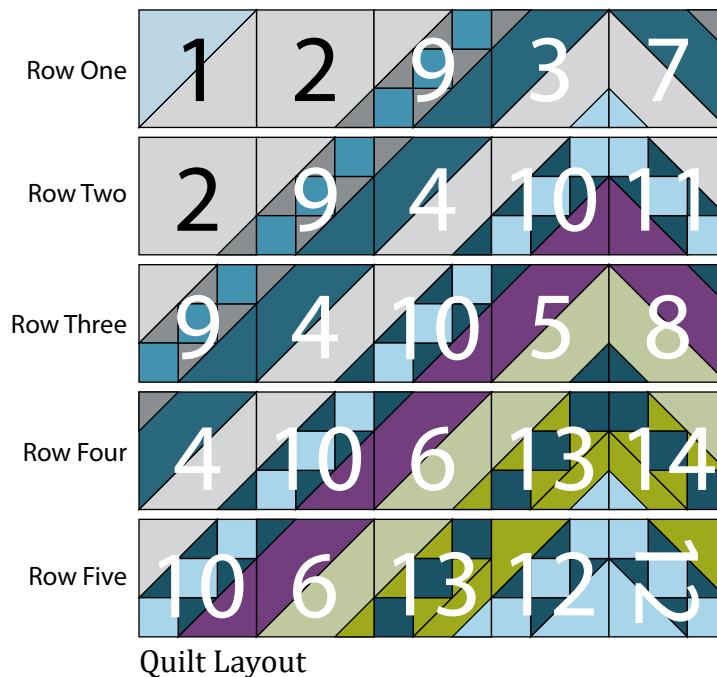 Row One 1 2 9 3 7
Row Two 2 9 4 10 11
Row Three 9 4 10 5 8
Row Four 4 10 6 13 14
Row Five 10 6 13 12 12
Quilt Layout